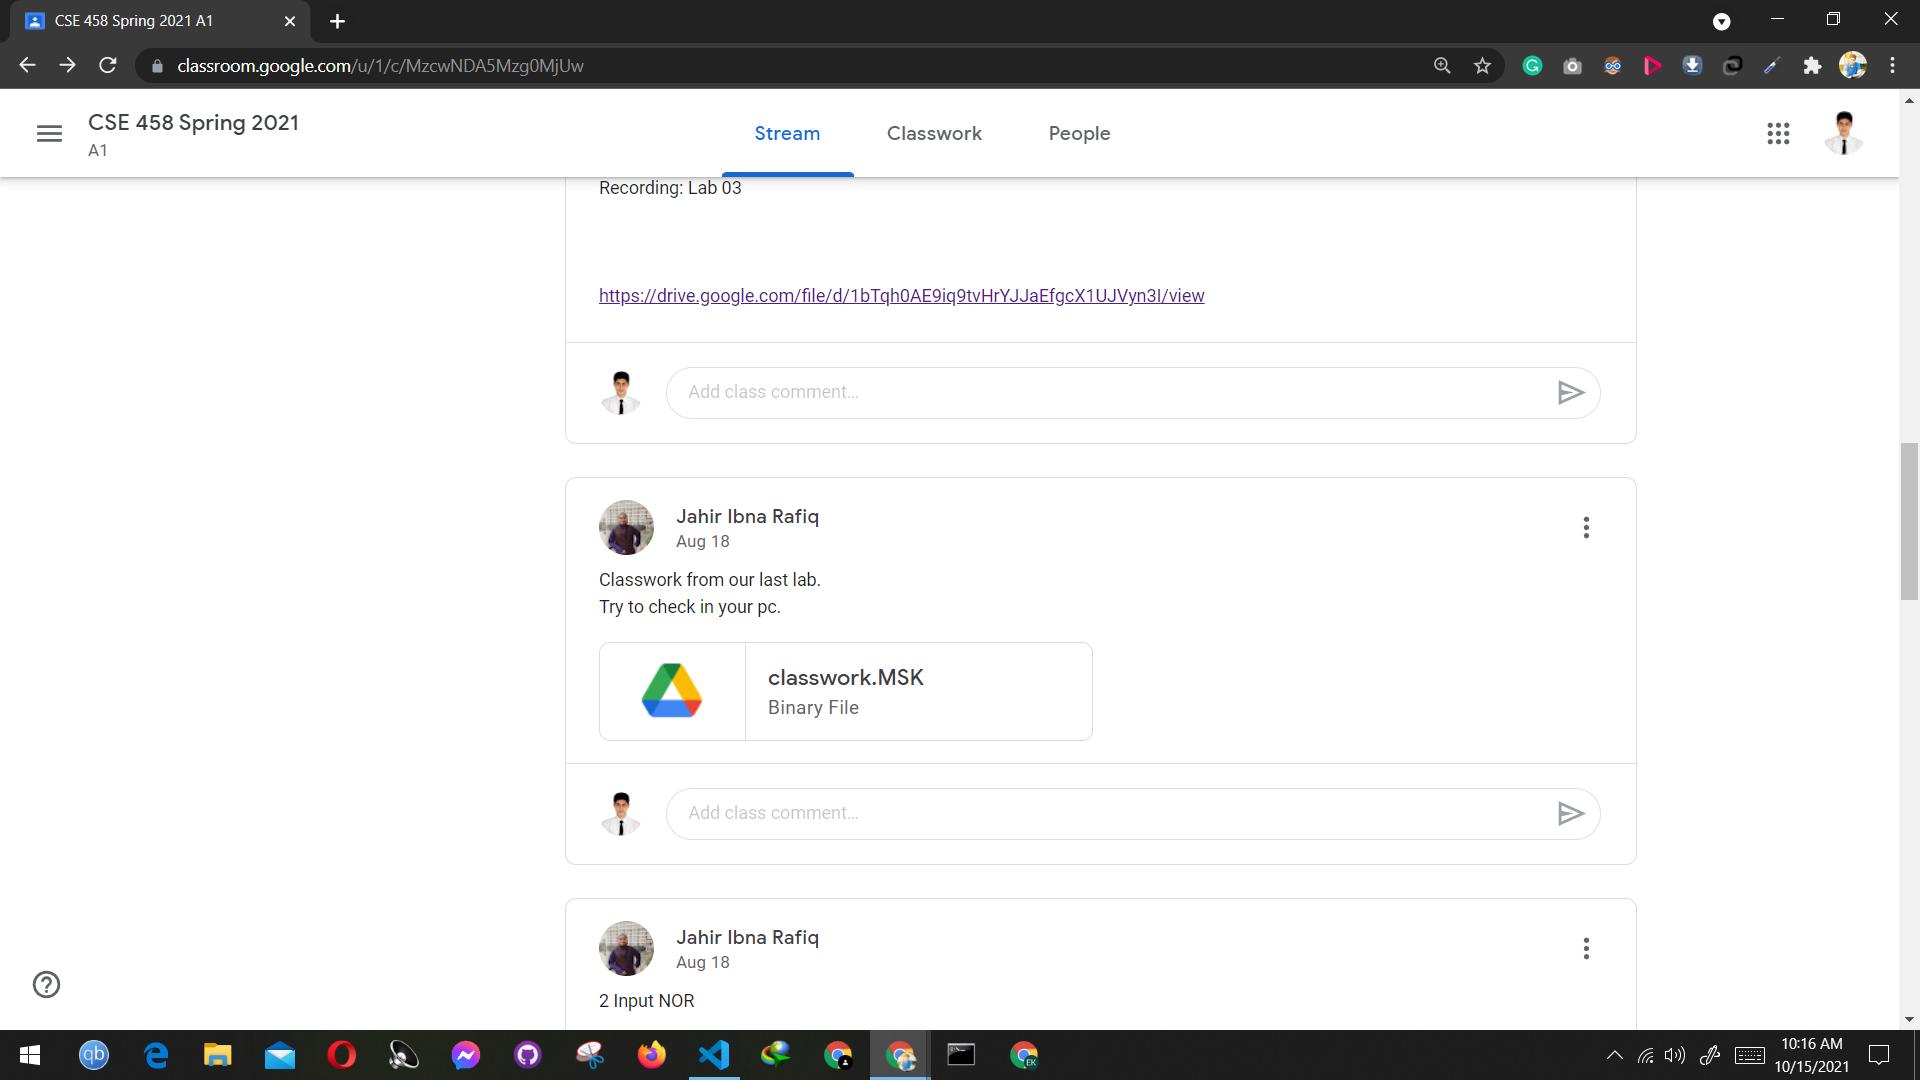 CSE 458 Spring 2021 A1
classroom.google.com/u/1/c/MzcwNDA5Mzg0MjUw
CSE 458 Spring 2021
A1
Stream
Classwork
People
Recording: Lab 03
https://drive.google.com/file/d/1bTqh0AE9iq9tvHrYJJaEfgcX1UJVyn3I/view
Add class comment...
Jahir Ibna Rafiq
Aug 18
Classwork from our last lab.
Try to check in your pc.
classwork.MSK
Binary File
Add class comment...
Jahir Ibna Rafiq
Aug 18
2 Input NOR
qb
EK
10:16 AM
10/15/2021